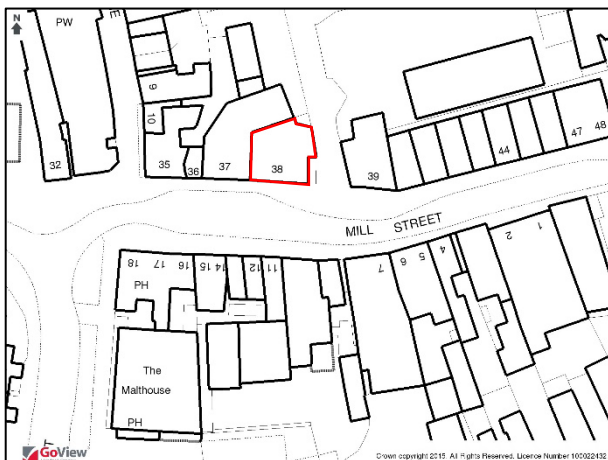 N
PW
E
9
10
32
35
36
37
38
39
44
47
48
MILL STREET
18
17
16
15
14
12
11
7
6
5
4
2
1
PH
The
Malthouse
PH
T
GoView
Crown copyright 2015. All Rights Reserved. Licence Number 100022432